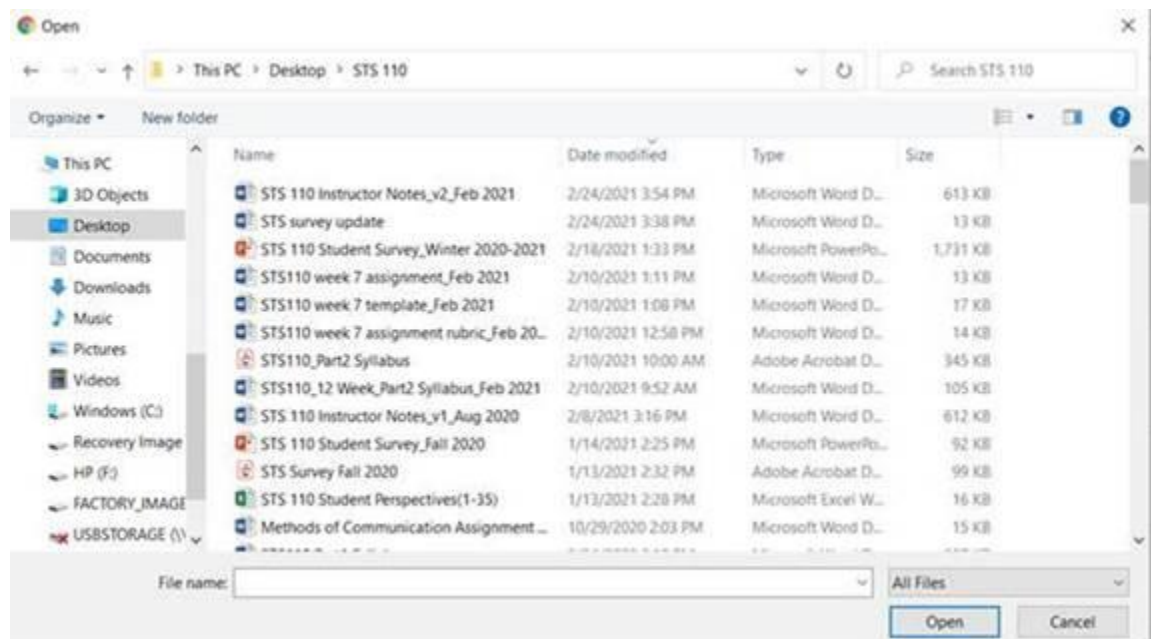 Open
This PC > Desktop > STS 110
Search STS 110
Organize New folder
Name Date modified Type Size
This PC
3D Objects
Desktop
Documents
Downloads
Music
Pictures
Videos
Windows (C:)
Recovery Image
HP (F:)
FACTORY_IMAGE
USBSTORAGE (\\
STS 110 Instructor Notes_v2_Feb 2021 2/24/2021 3:54 PM Microsoft Word D... 613 KB
STS survey update 2/24/2021 3:38 PM Microsoft Word D... 13 KB
STS 110 Student Survey_Winter 2020-2021 2/18/2021 1:33 PM Microsoft PowerPo... 1,731 KB
STS110 week 7 assignment_Feb 2021 2/10/2021 1:11 PM Microsoft Word D... 13 KB
STS110 week 7 template_Feb 2021 2/10/2021 1:08 PM Microsoft Word D... 17 KB
STS110 week 7 assignment rubric_Feb 20... 2/10/2021 12:58 PM Microsoft Word D... 14 KB
STS110_Part2 Syllabus 2/10/2021 10:00 AM Adobe Acrobat D... 345 KB
STS110_12 Week_Part2 Syllabus_Feb 2021 2/10/2021 9:52 AM Microsoft Word D... 105 KB
STS 110 Instructor Notes_v1_Aug 2020 2/8/2021 3:16 PM Microsoft Word D... 612 KB
STS 110 Student Survey_Fall 2020 1/14/2021 2:25 PM Microsoft PowerPo... 92 KB
STS Survey Fall 2020 1/13/2021 2:32 PM Adobe Acrobat D... 99 KB
STS 110 Student Perspectives(1-35) 1/13/2021 2:28 PM Microsoft Excel W... 16 KB
Methods of Communication Assignment ... 10/29/2020 2:03 PM Microsoft Word D... 15 KB
File name: All Files
Open Cancel